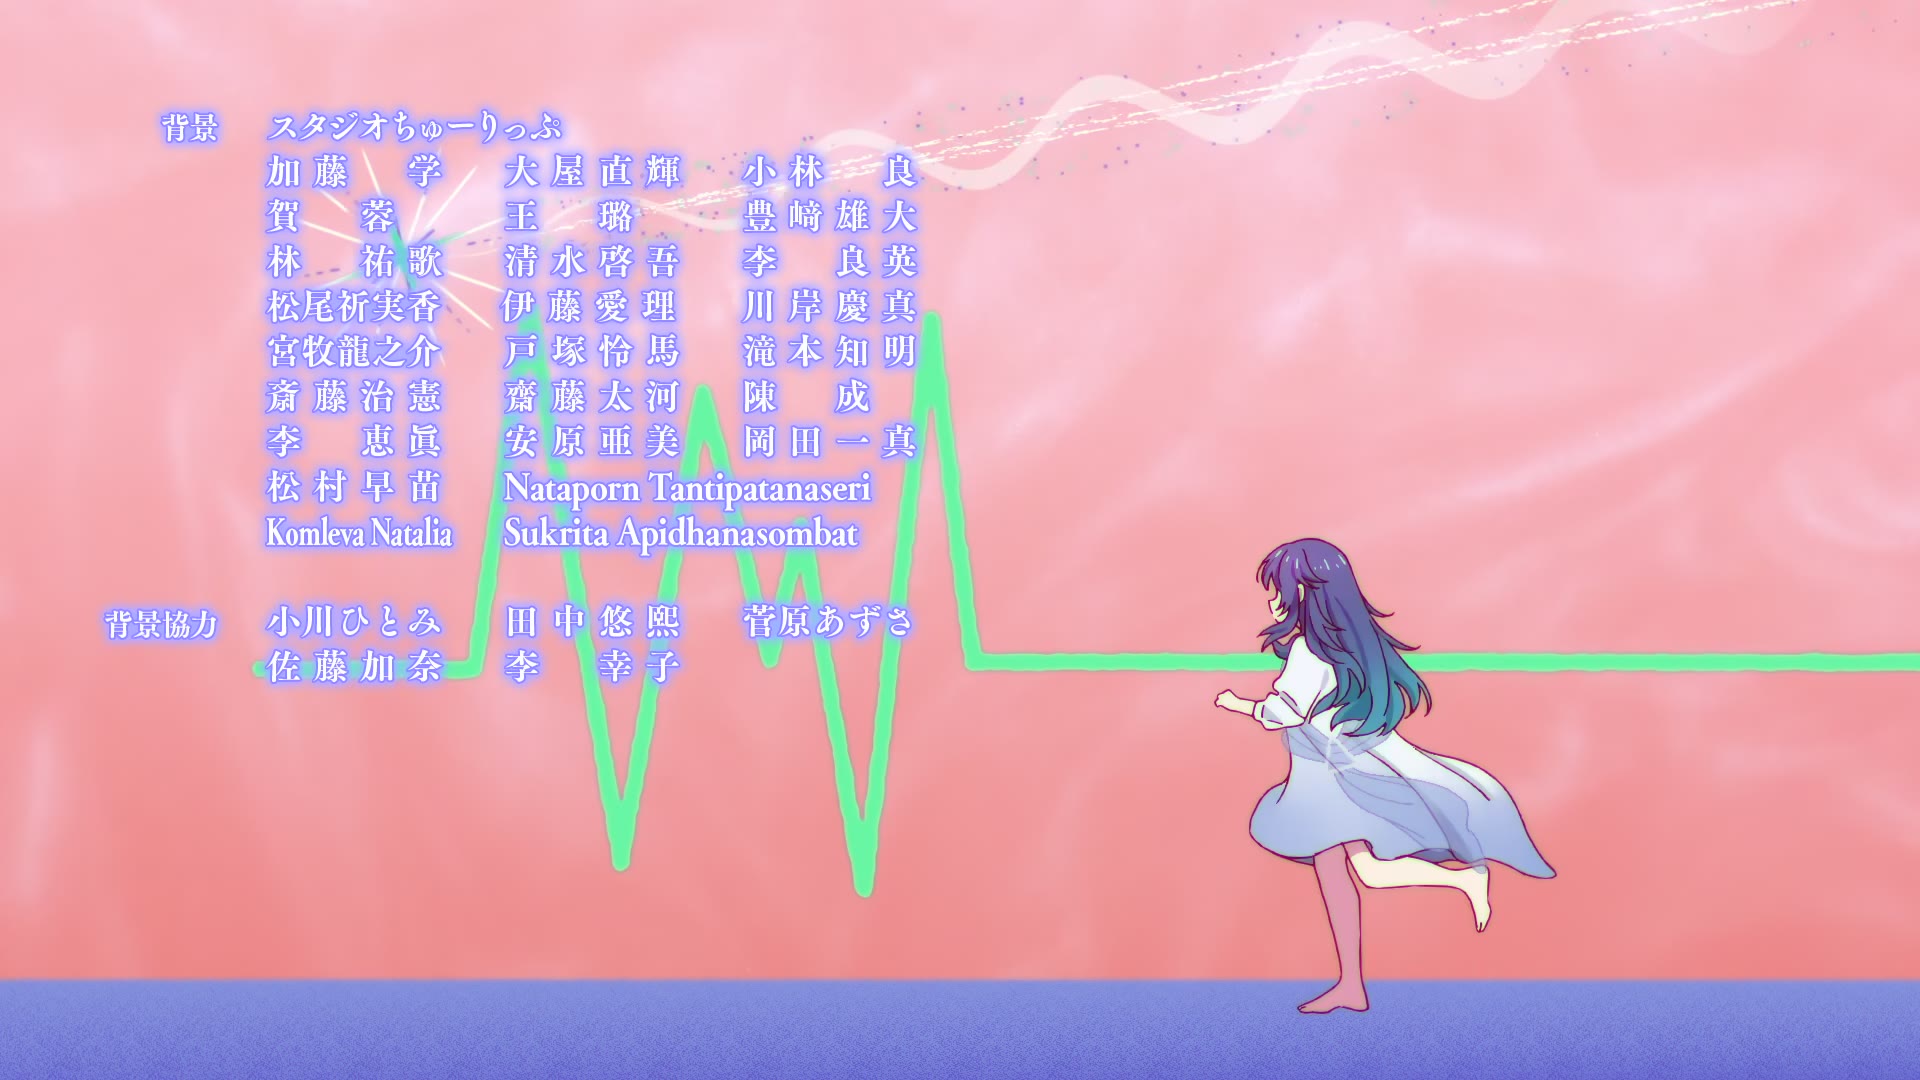 背景 スタジオちゅーりっぷ
加藤 学 大屋直輝 小林 良
賀 蓉 王 璐 豊﨑雄大
林 祐歌 清水啓吾 李 良英
松尾祈実香 伊藤愛理 川岸慶真
宮牧龍之介 戸塚怜馬 滝本知明
斎藤治憲 齋藤太河 陳 成
李 恵眞 安原亜美 岡田一真
松村早苗 Nataporn Tantipatanaseri
Komleva Natalia Sukrita Apidhanasombat
背景協力 小川ひとみ 田中悠熙 菅原あずさ
佐藤加奈 李 幸子